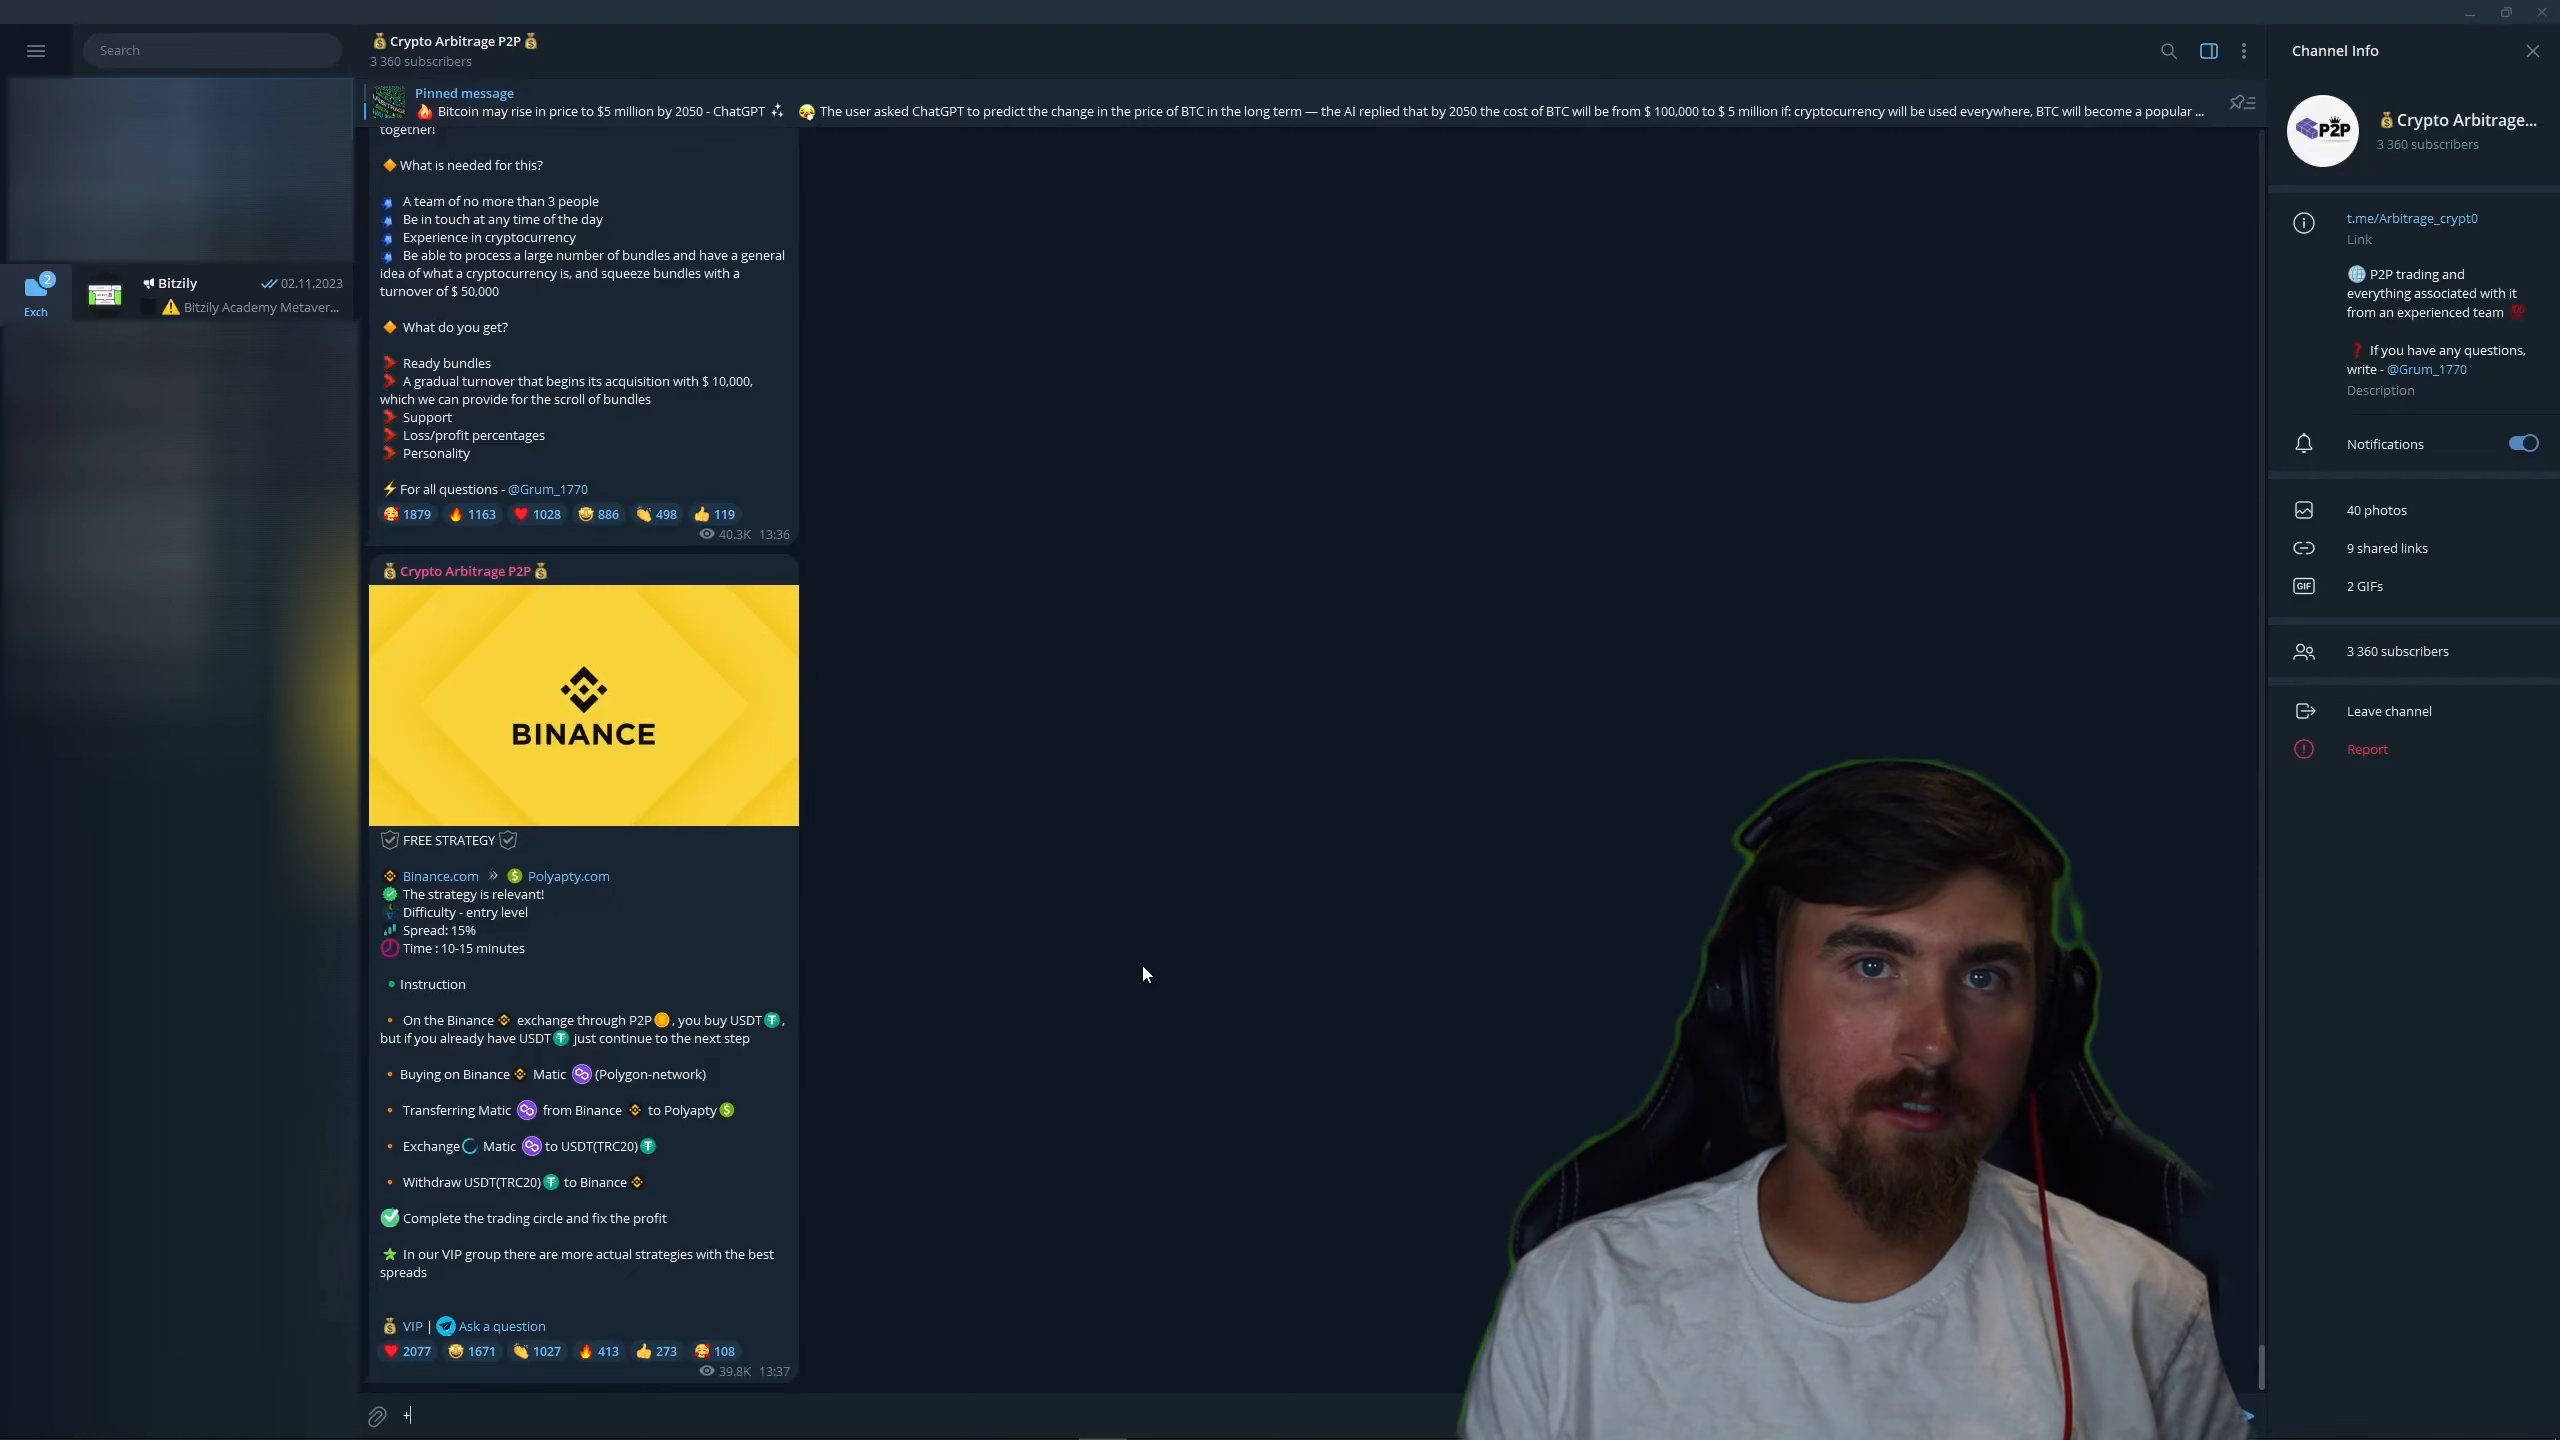 Search
Exch
2
Bitzily
02.11.2023
Bitzily Academy Metaver...
Crypto Arbitrage P2P
3 360 subscribers
Pinned message
Bitcoin may rise in price to $5 million by 2050 - ChatGPT The user asked ChatGPT to predict the change in the price of BTC in the long term — the AI replied that by 2050 the cost of BTC will be from $ 100,000 to $ 5 million if: cryptocurrency will be used everywhere, BTC will become a popular ...
together!
What is needed for this?
A team of no more than 3 people
Be in touch at any time of the day
Experience in cryptocurrency
Be able to process a large number of bundles and have a general
idea of what a cryptocurrency is, and squeeze bundles with a
turnover of $ 50,000
What do you get?
Ready bundles
A gradual turnover that begins its acquisition with $ 10,000,
which we can provide for the scroll of bundles
Support
Loss/profit percentages
Personality
For all questions - @Grum_1770
1879 1163 1028 886 498 119
40.3K 13:36
Crypto Arbitrage P2P
BINANCE
FREE STRATEGY
Binance.com » Polyapty.com
The strategy is relevant!
Difficulty - entry level
Spread: 15%
Time : 10-15 minutes
Instruction
On the Binance exchange through P2P , you buy USDT ,
but if you already have USDT just continue to the next step
Buying on Binance Matic (Polygon-network)
Transferring Matic from Binance to Polyapty
Exchange Matic to USDT(TRC20)
Withdraw USDT(TRC20) to Binance
Complete the trading circle and fix the profit
In our VIP group there are more actual strategies with the best
spreads
VIP | Ask a question
2077 1671 1027 413 273 108
39.8K 13:37
+
Channel Info
P2P
Crypto Arbitrage...
3 360 subscribers
t.me/Arbitrage_crypt0
Link
P2P trading and
everything associated with it
from an experienced team
If you have any questions,
write - @Grum_1770
Description
Notifications
40 photos
9 shared links
GIF
2 GIFs
3 360 subscribers
Leave channel
Report